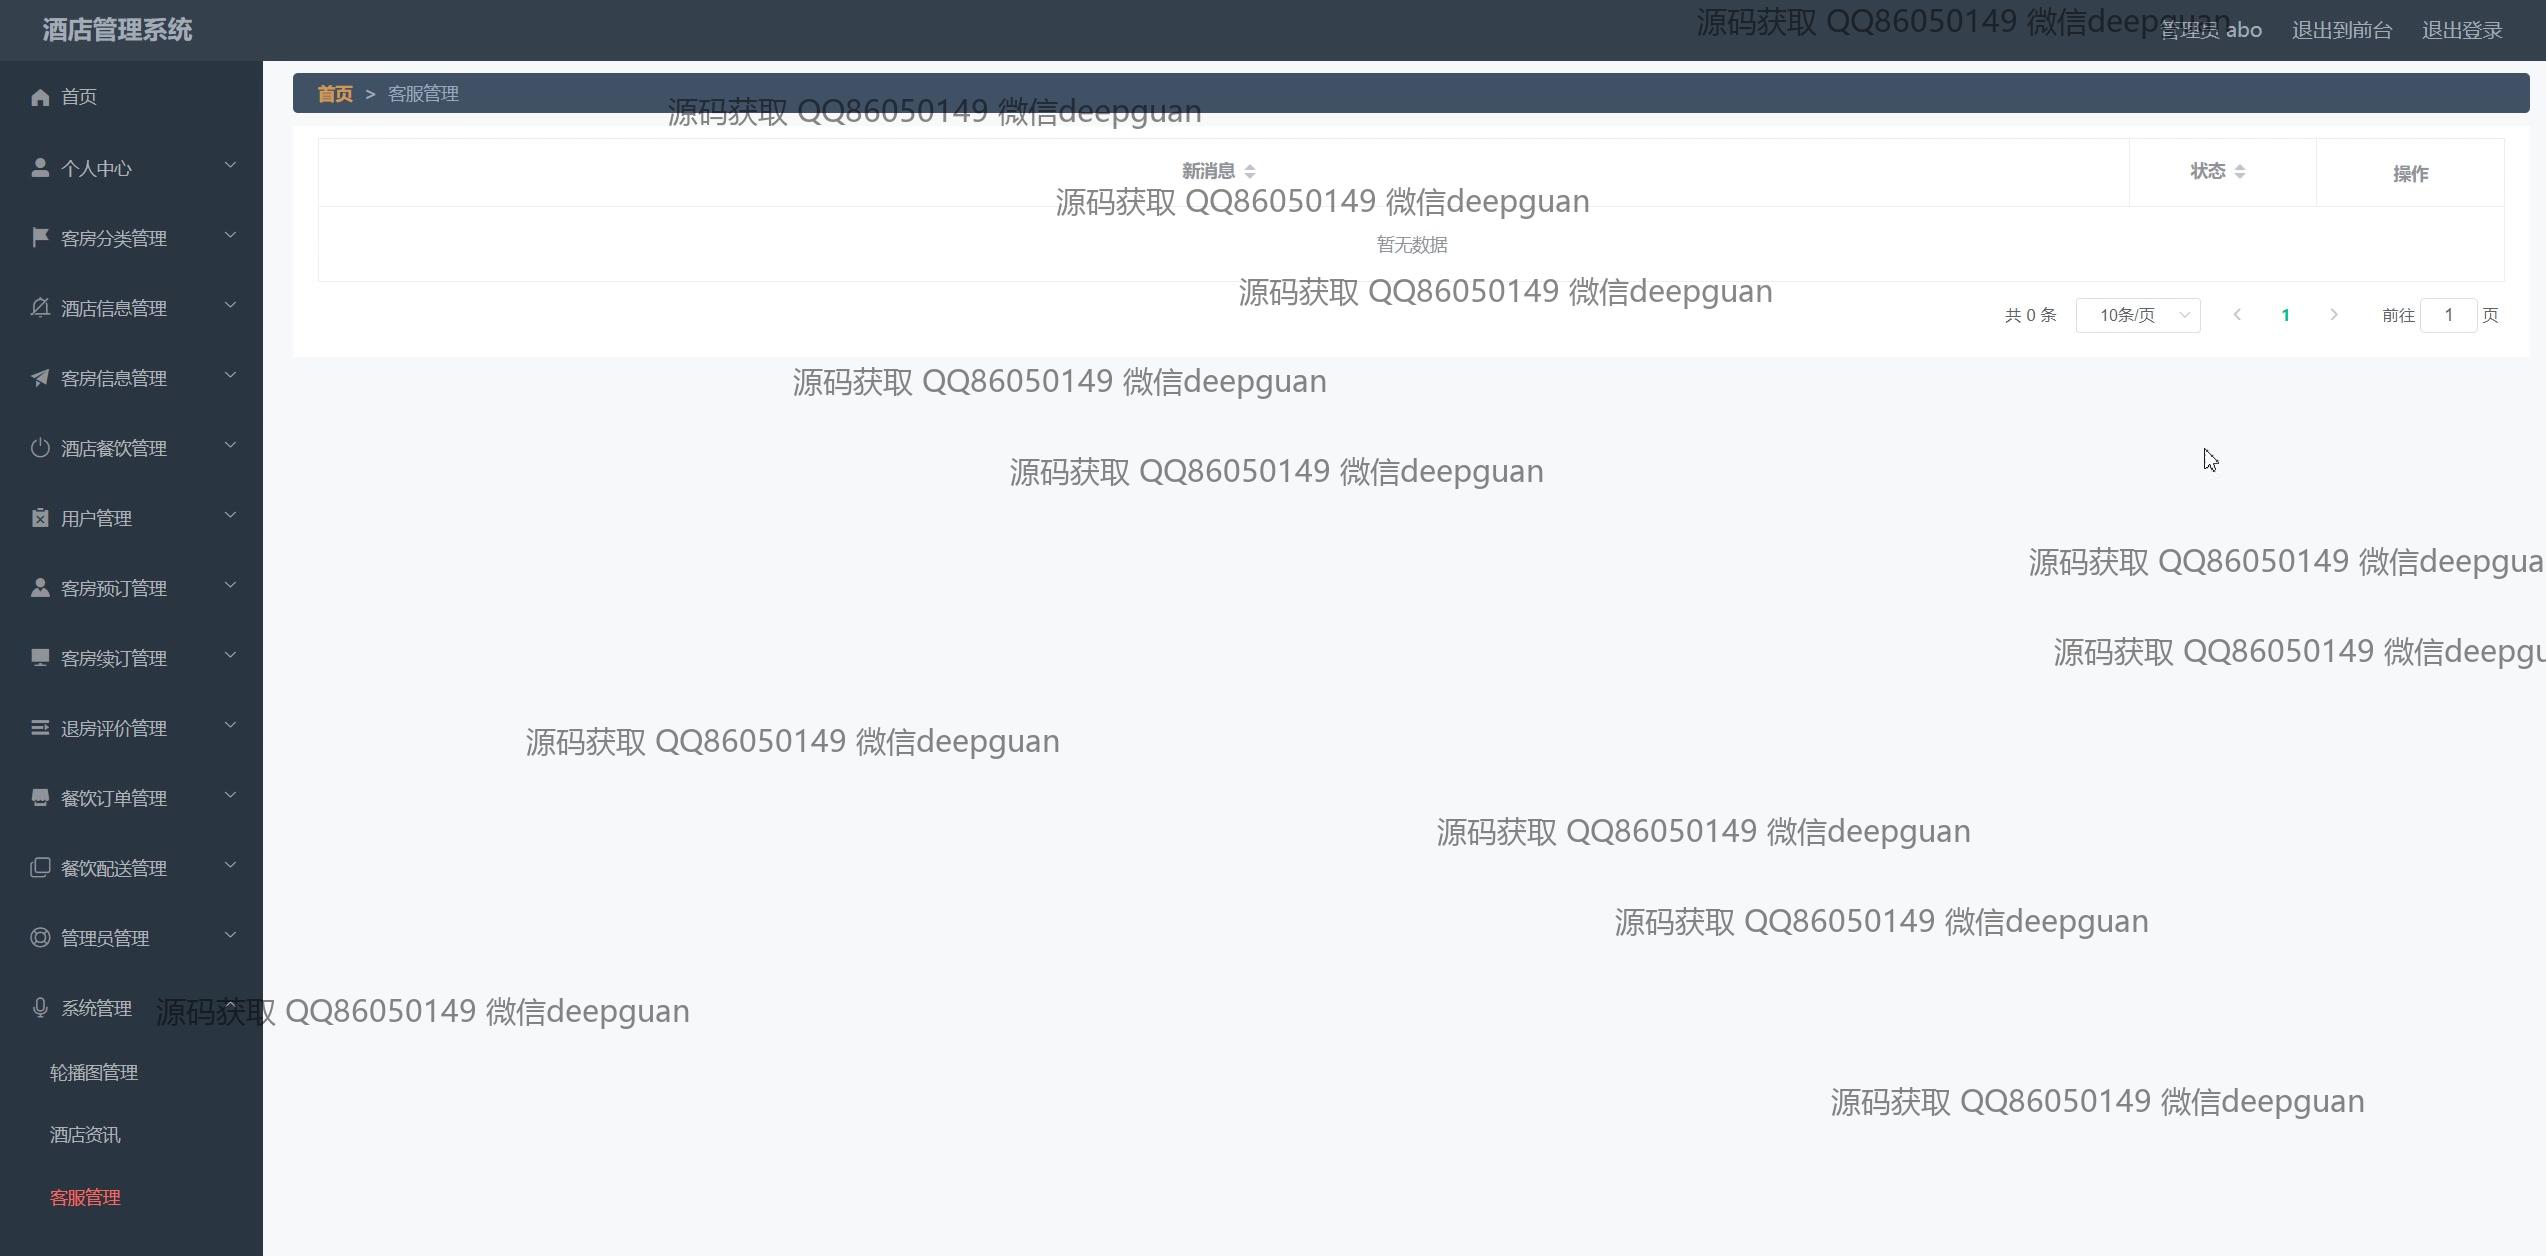 酒店管理系统
源码获取 QQ86050149 微信deepguan
管理员 abo 退出到前台 退出登录
首页
首页 > 客服管理
源码获取 QQ86050149 微信deepguan
个人中心
新消息 状态 操作
源码获取 QQ86050149 微信deepguan
客房分类管理
暂无数据
源码获取 QQ86050149 微信deepguan
酒店信息管理
共 0 条 10条/页 1 前往 1 页
客房信息管理
源码获取 QQ86050149 微信deepguan
酒店餐饮管理
源码获取 QQ86050149 微信deepguan
用户管理
源码获取 QQ86050149 微信deepgua
客房预订管理
客房续订管理
源码获取 QQ86050149 微信deepgu
退房评价管理
源码获取 QQ86050149 微信deepguan
餐饮订单管理
源码获取 QQ86050149 微信deepguan
餐饮配送管理
源码获取 QQ86050149 微信deepguan
管理员管理
系统管理
源码获取 QQ86050149 微信deepguan
轮播图管理
源码获取 QQ86050149 微信deepguan
酒店资讯
客服管理